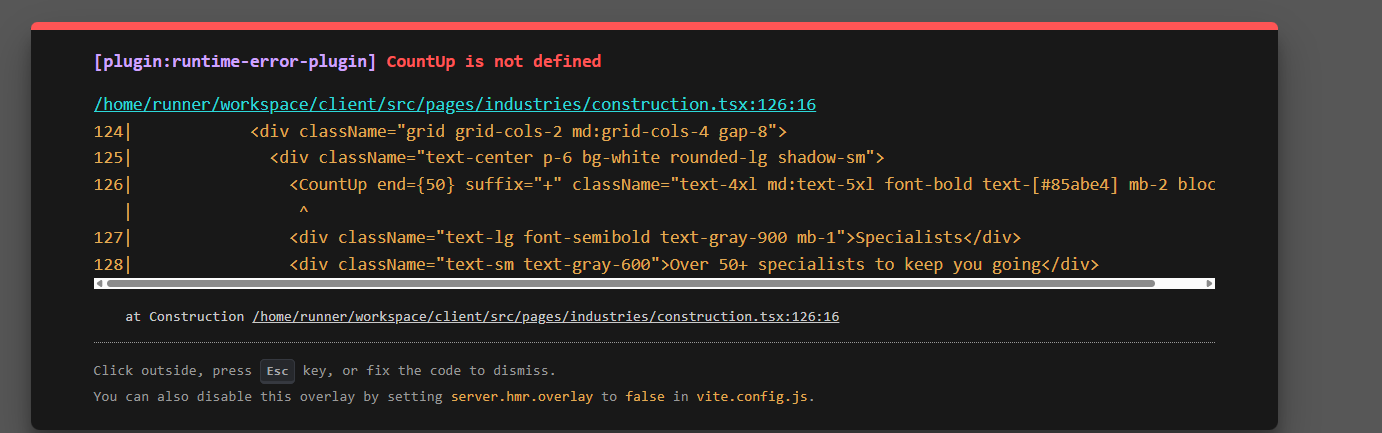 [plugin:runtime-error-plugin] CountUp is not defined
/home/runner/workspace/client/src/pages/industries/construction.tsx:126:16
124|            <div className="grid grid-cols-2 md:grid-cols-4 gap-8">
125|              <div className="text-center p-6 bg-white rounded-lg shadow-sm">
126|                <CountUp end={50} suffix="+" className="text-4xl md:text-5xl font-bold text-[#85abe4] mb-2 bloc
   |                 ^
127|                <div className="text-lg font-semibold text-gray-900 mb-1">Specialists</div>
128|                <div className="text-sm text-gray-600">Over 50+ specialists to keep you going</div>
at Construction /home/runner/workspace/client/src/pages/industries/construction.tsx:126:16
Click outside, press Esc key, or fix the code to dismiss.
You can also disable this overlay by setting server.hmr.overlay to false in vite.config.js.